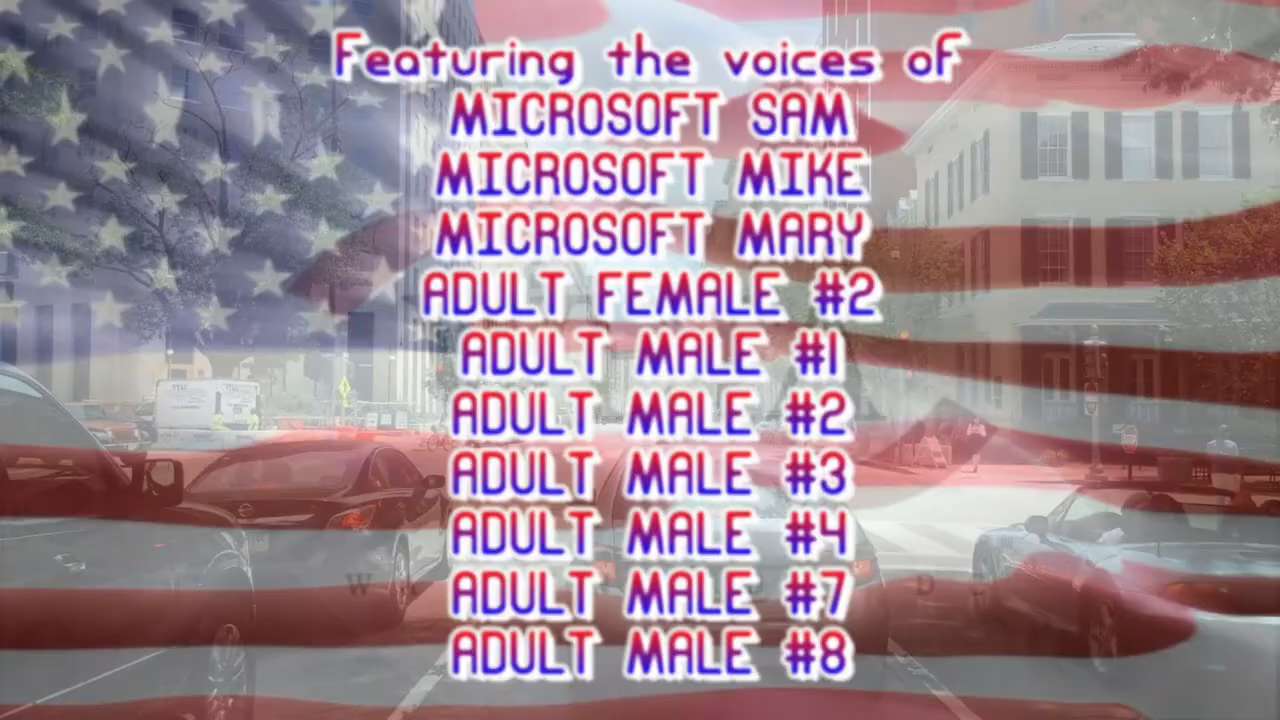 Featuring the voices of
MICROSOFT SAM
MICROSOFT MIKE
MICROSOFT MARY
ADULT FEMALE #2
ADULT MALE #1
ADULT MALE #2
ADULT MALE #3
ADULT MALE #4
ADULT MALE #7
ADULT MALE #8